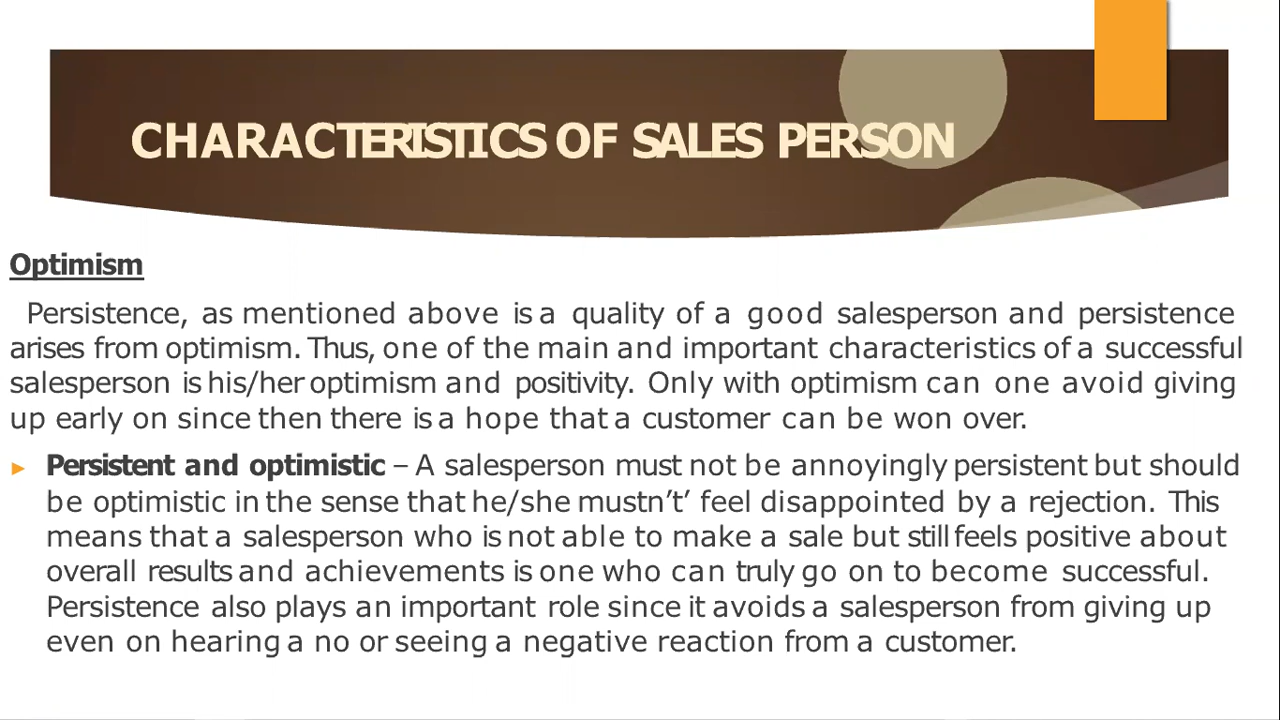 CHARACTERISTICS OF SALES PERSON
Optimism
Persistence, as mentioned above is a quality of a good salesperson and persistence
arises from optimism. Thus, one of the main and important characteristics of a successful
salesperson is his/her optimism and positivity. Only with optimism can one avoid giving
up early on since then there is a hope that a customer can be won over.
► Persistent and optimistic – A salesperson must not be annoyingly persistent but should
be optimistic in the sense that he/she mustn’t’ feel disappointed by a rejection. This
means that a salesperson who is not able to make a sale but still feels positive about
overall results and achievements is one who can truly go on to become successful.
Persistence also plays an important role since it avoids a salesperson from giving up
even on hearing a no or seeing a negative reaction from a customer.